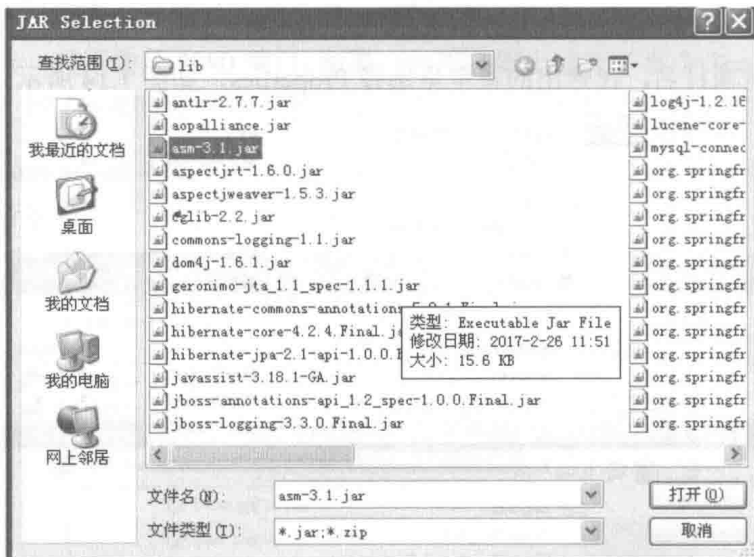 JAR Selection
查找范围(I):
lib
我最近的文档
桌面
我的文档
我的电脑
网上邻居
antlr-2.7.7.jar
aopalliance.jar
asm-3.1.jar
aspectjrt-1.6.0.jar
aspectjweaver-1.5.3.jar
cglib-2.2.jar
commons-logging-1.1.jar
dom4j-1.6.1.jar
geronimo-jta_1.1_spec-1.1.1.jar
hibernate-commons-annotations
hibernate-core-4.2.4.Final.ja
hibernate-jpa-2.1-api-1.0.0.F
javassist-3.18.1-GA.jar
jboss-annotations-api_1.2_spec-1.0.0.Final.jar
jboss-logging-3.3.0.Final.jar
类型: Executable Jar File
修改日期: 2017-2-26 11:51
大小: 15.6 KB
log4j-1.2.16
lucene-core-
mysql-connec
org.springfr
org.springfr
org.springfr
org.springfr
org.springfr
org.springfr
org.springfr
org.springfr
org.springfr
org.springfr
org.springfr
文件名(N):
asm-3.1.jar
打开(O)
文件类型(T):
*.jar;*.zip
取消